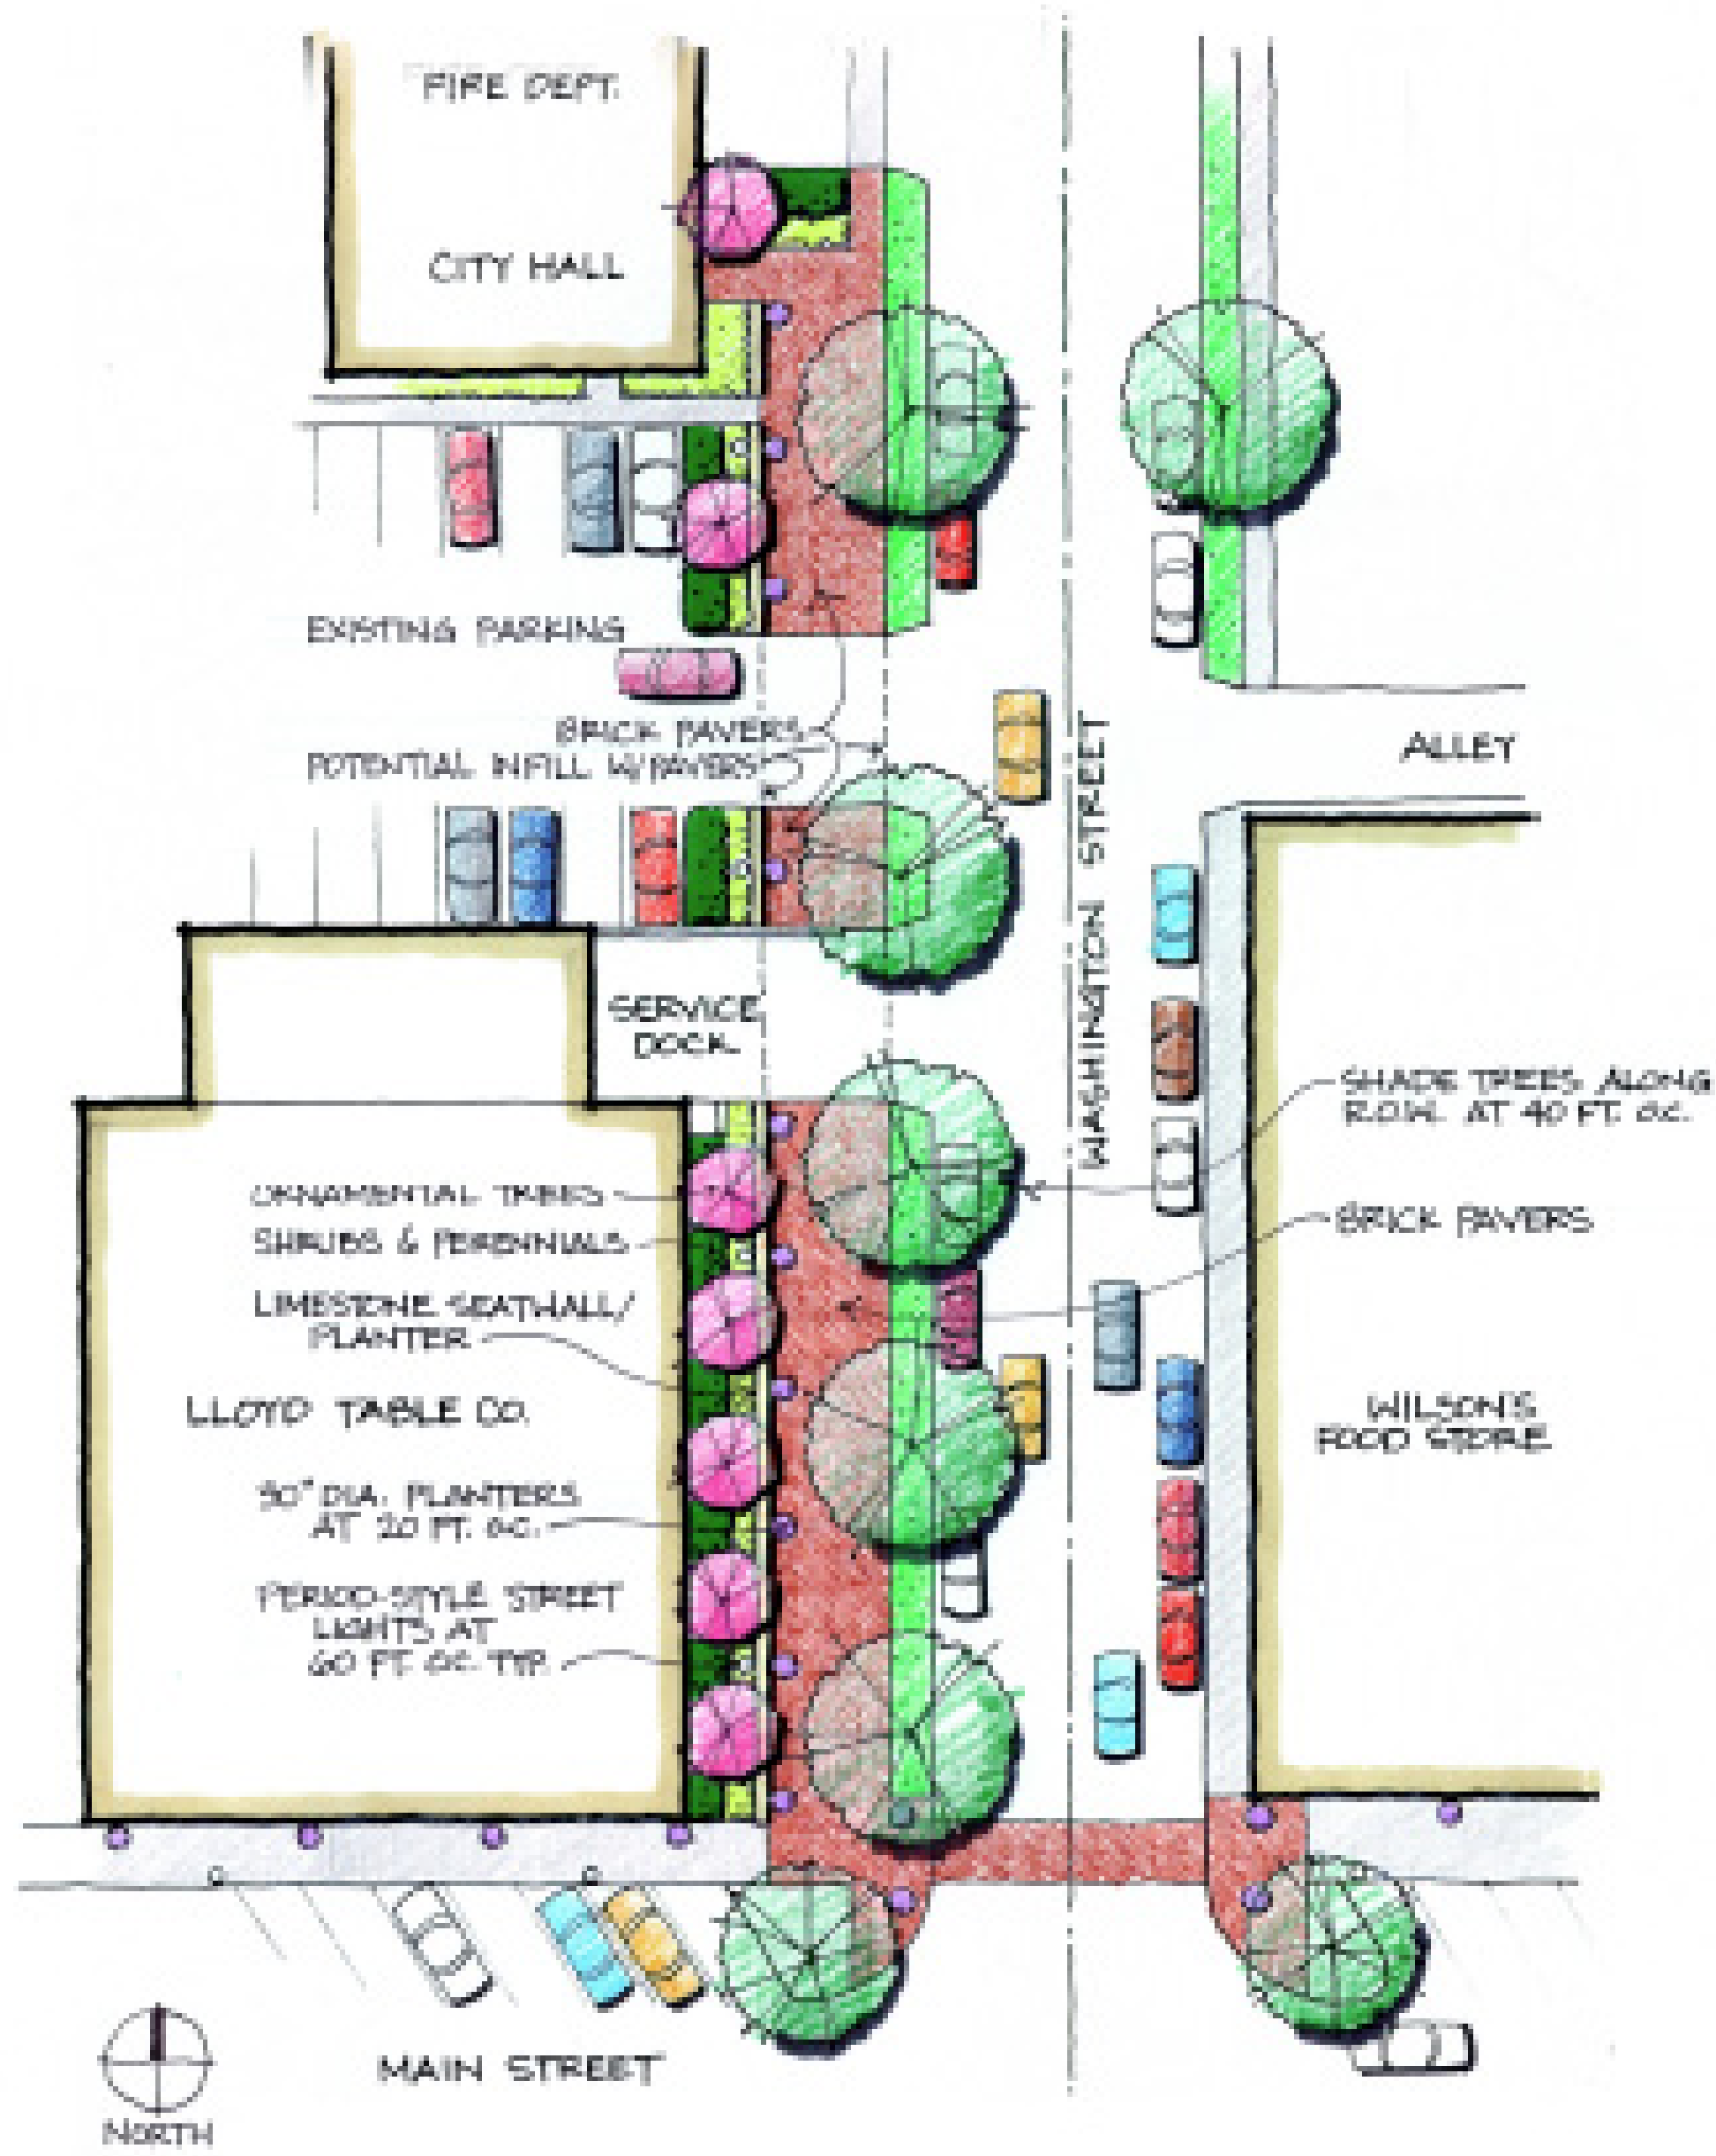 FIRE DEPT.
CITY HALL
EXISTING PARKING
BRICK PAVERS
POTENTIAL INFILL W/PAVERS
ALLEY
WASHINGTON STREET
SERVICE
DOCK
SHADE TREES ALONG
R.O.W. AT 40 FT. O.C.
ORNAMENTAL TREES
SHRUBS & PERENNIALS
BRICK PAVERS
LIMESTONE SEATWALL/
PLANTER
LLOYD TABLE CO.
WILSON'S
FOOD STORE
30" DIA. PLANTERS
AT 20 FT. O.C.
PERIOD-STYLE STREET
LIGHTS AT
60 FT. O.C. TYP.
MAIN STREET
NORTH